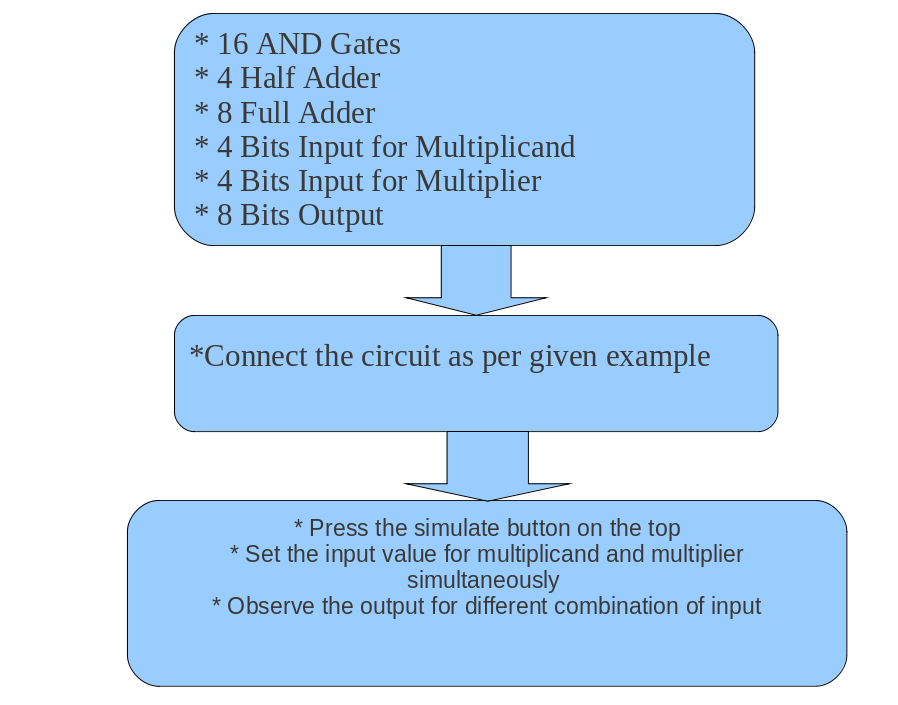 * 16 AND Gates
* 4 Half Adder
* 8 Full Adder
* 4 Bits Input for Multiplicand
* 4 Bits Input for Multiplier
* 8 Bits Output
*Connect the circuit as per given example
* Press the simulate button on the top
* Set the input value for multiplicand and multiplier
simultaneously
* Observe the output for different combination of input